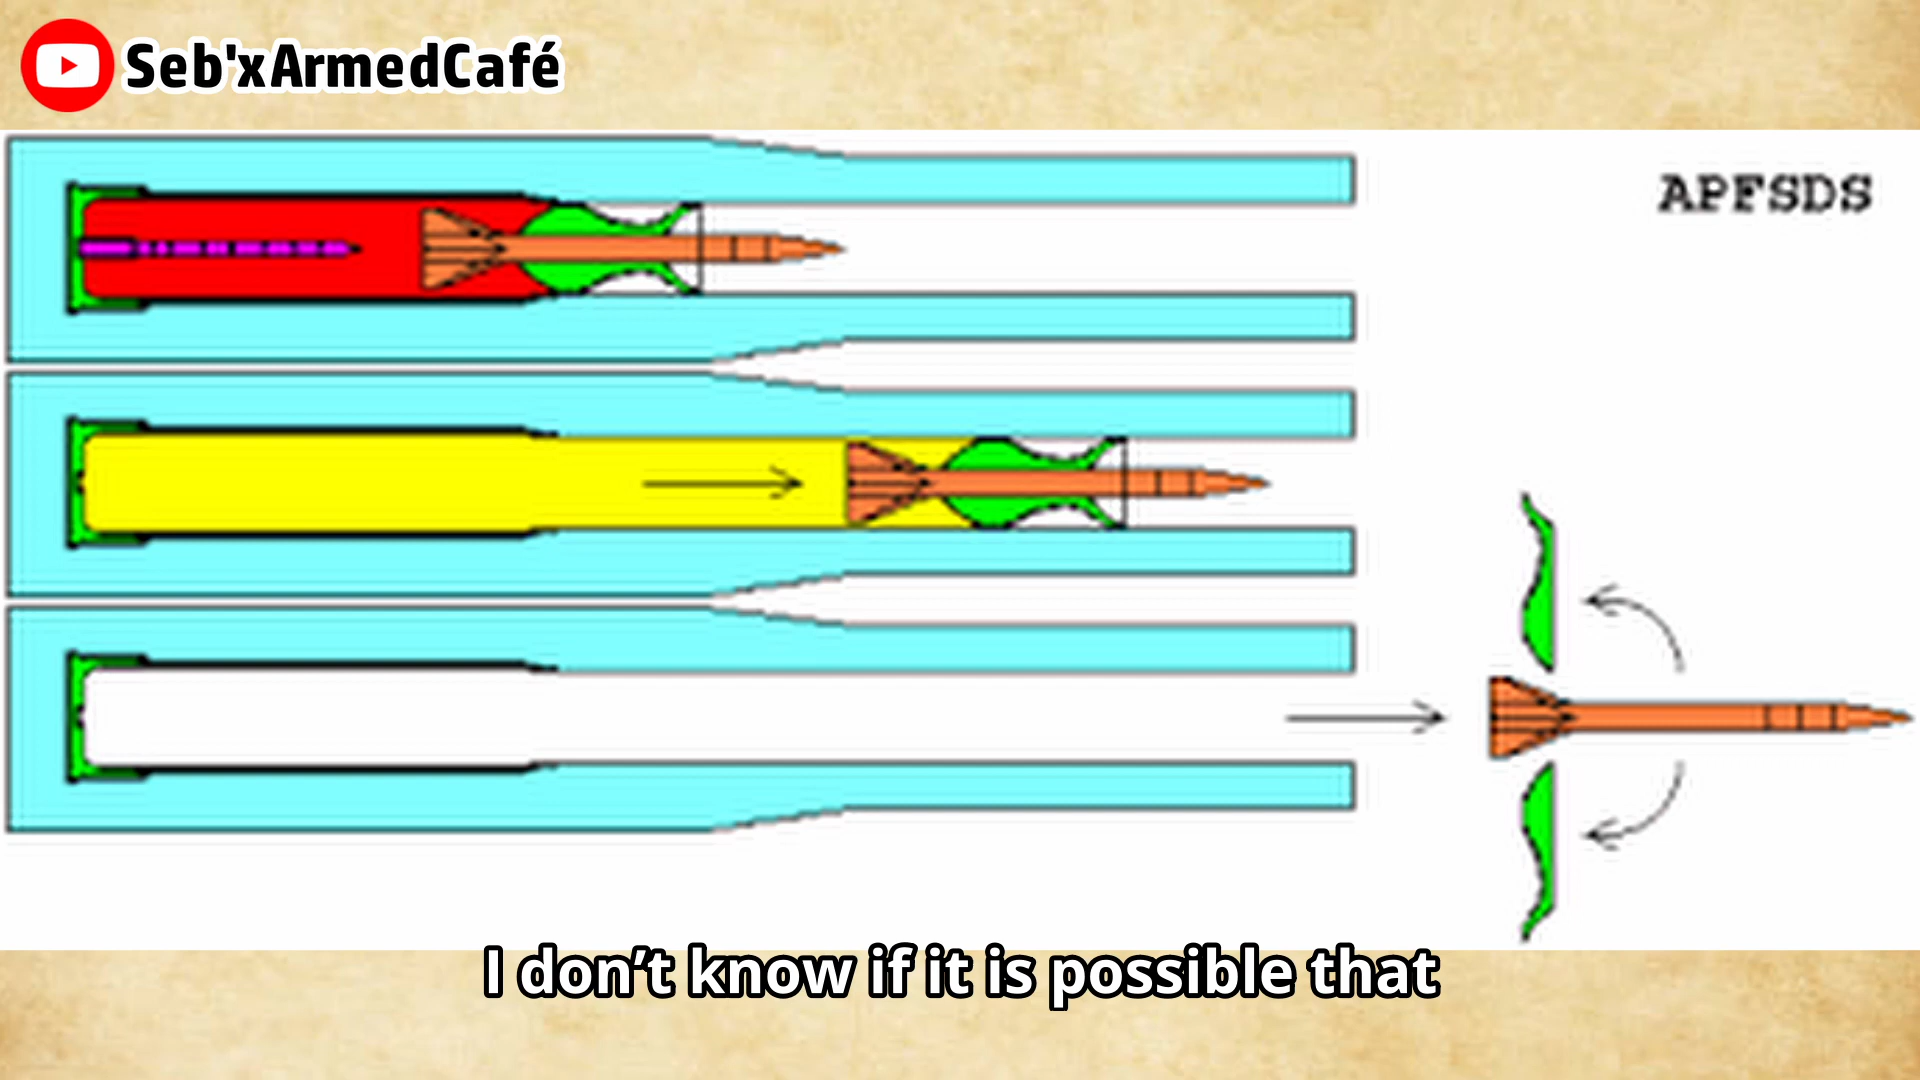 Seb'xArmedCafé
APFSDS
I don’t know if it is possible that